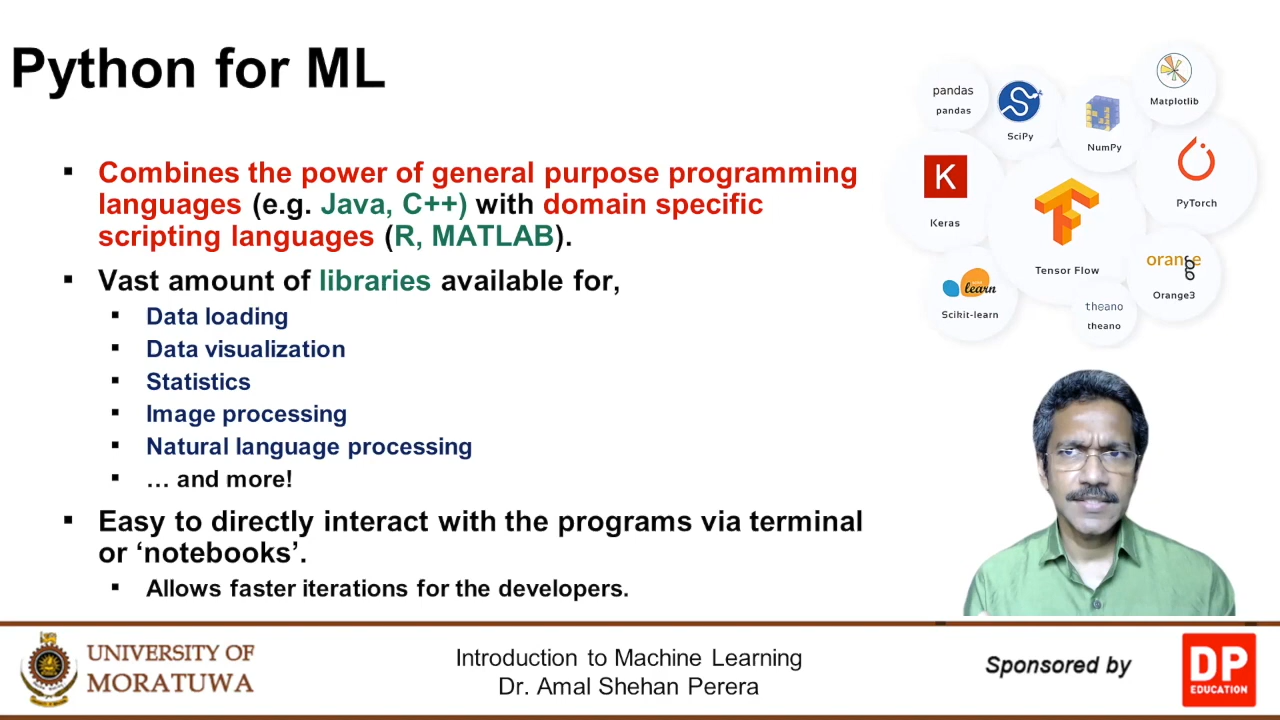 Python for ML
Combines the power of general purpose programming
languages (e.g. Java, C++) with domain specific
scripting languages (R, MATLAB).
Vast amount of libraries available for,
Data loading
Data visualization
Statistics
Image processing
Natural language processing
… and more!
Easy to directly interact with the programs via terminal
or ‘notebooks’.
Allows faster iterations for the developers.
pandas
pandas
SciPy
NumPy
Matplotlib
K
Keras
Tensor Flow
PyTorch
learn
Scikit-learn
theano
theano
orange
Orange3
UNIVERSITY OF
MORATUWA
Introduction to Machine Learning
Dr. Amal Shehan Perera
Sponsored by
DP
EDUCATION